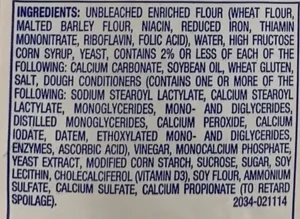 INGREDIENTS: UNBLEACHED ENRICHED FLOUR (WHEAT FLOUR,
MALTED BARLEY FLOUR, NIACIN, REDUCED IRON, THIAMIN
MONONITRATE, RIBOFLAVIN, FOLIC ACID), WATER, HIGH FRUCTOSE
CORN SYRUP, YEAST, CONTAINS 2% OR LESS OF EACH OF THE
FOLLOWING: CALCIUM CARBONATE, SOYBEAN OIL, WHEAT GLUTEN,
SALT, DOUGH CONDITIONERS (CONTAINS ONE OR MORE OF THE
FOLLOWING: SODIUM STEAROYL LACTYLATE, CALCIUM STEAROYL
LACTYLATE, MONOGLYCERIDES, MONO- AND DIGLYCERIDES,
DISTILLED MONOGLYCERIDES, CALCIUM PEROXIDE, CALCIUM
IODATE, DATEM, ETHOXYLATED MONO- AND DIGLYCERIDES,
ENZYMES, ASCORBIC ACID), VINEGAR, MONOCALCIUM PHOSPHATE,
YEAST EXTRACT, MODIFIED CORN STARCH, SUCROSE, SUGAR, SOY
LECITHIN, CHOLECALCIFEROL (VITAMIN D3), SOY FLOUR, AMMONIUM
SULFATE, CALCIUM SULFATE, CALCIUM PROPIONATE (TO RETARD
SPOILAGE). 2034-021114